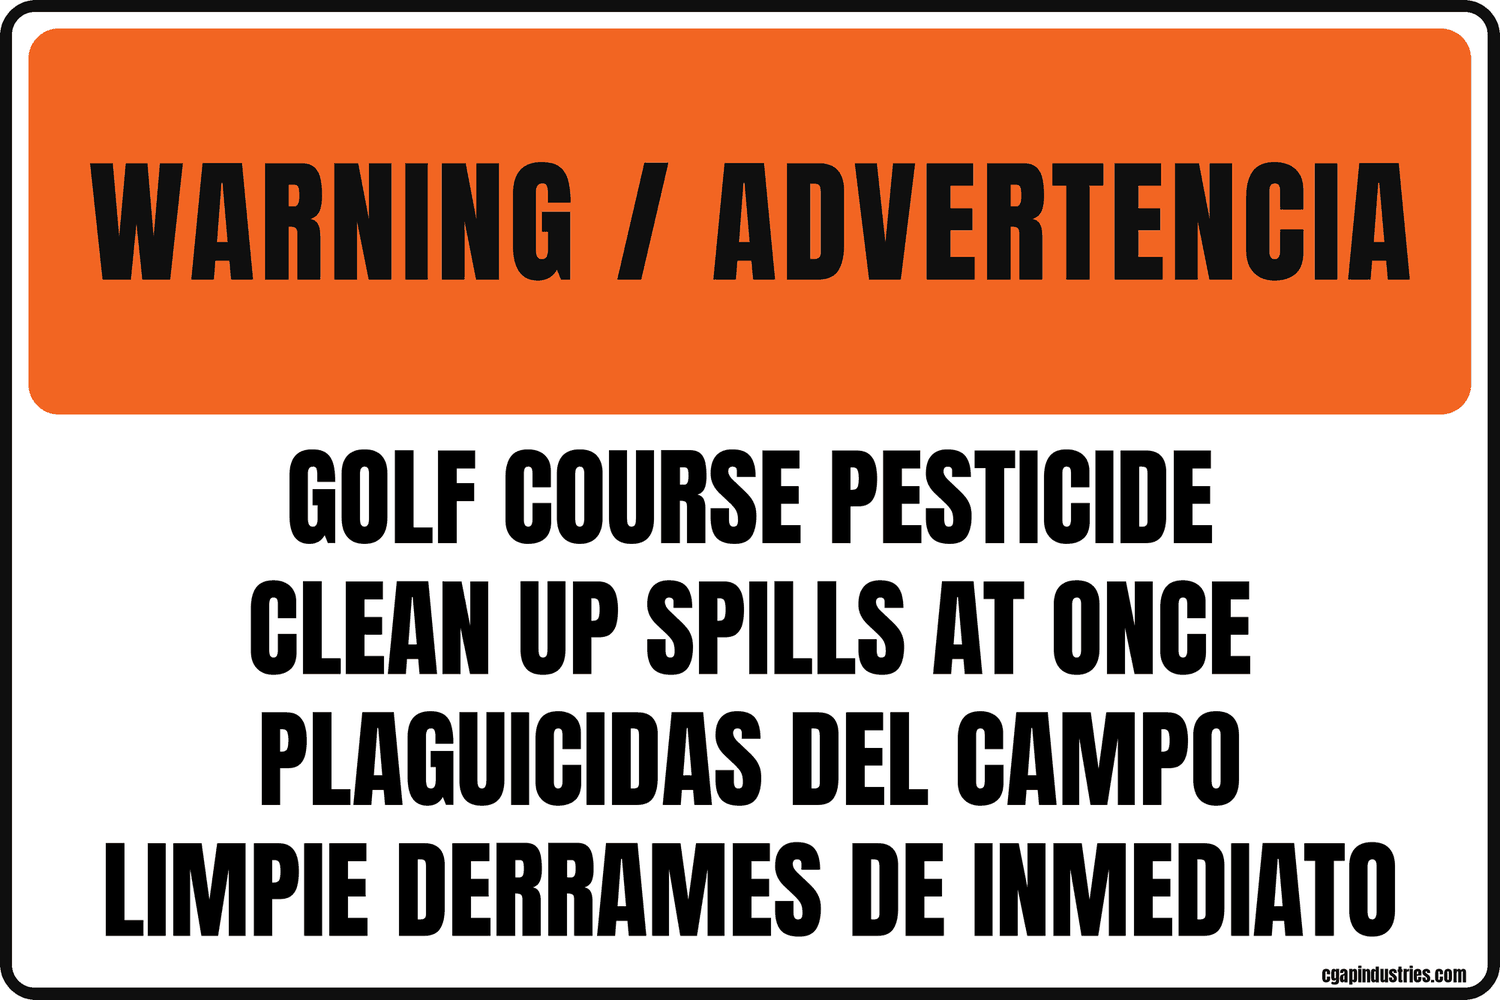 WARNING / ADVERTENCIA
GOLF COURSE PESTICIDE
CLEAN UP SPILLS AT ONCE
PLAGUICIDAS DEL CAMPO
LIMPIE DERRAMES DE INMEDIATO
cgapindustries.com